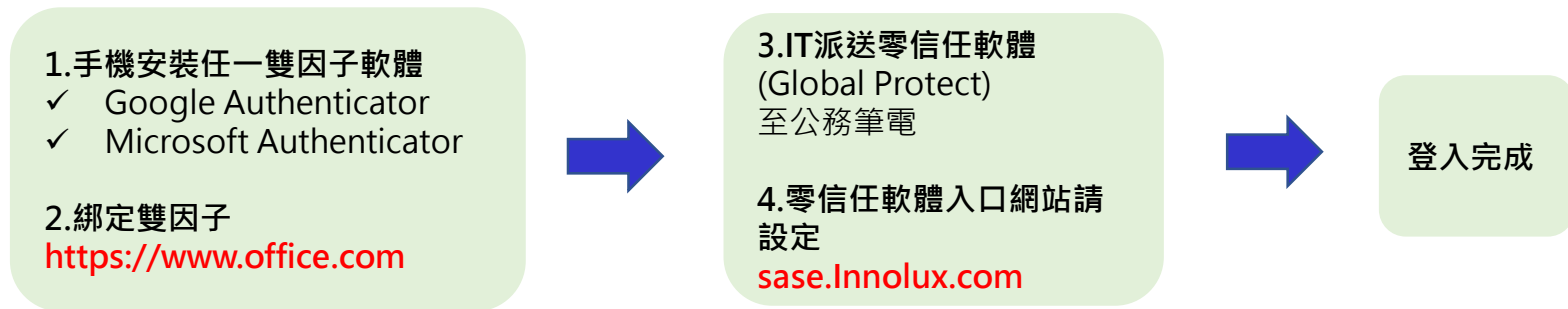 1.手機安裝任一雙因子軟體
✓ Google Authenticator
✓ Microsoft Authenticator
2.綁定雙因子
https://www.office.com
3.IT派送零信任軟體
(Global Protect)
至公務筆電
4.零信任軟體入口網站請
設定
sase.Innolux.com
登入完成